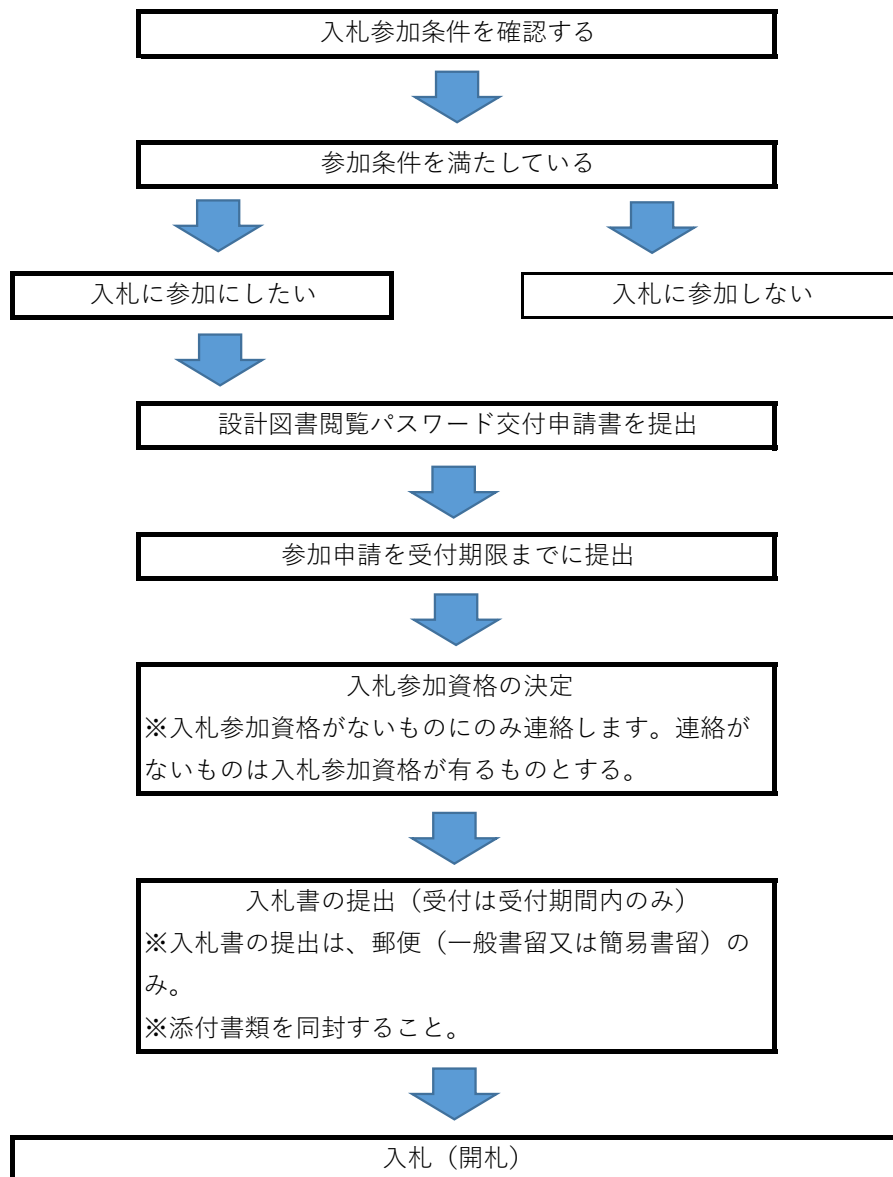 入札参加条件を確認する
参加条件を満たしている
入札に参加にしたい
入札に参加しない
設計図書閲覧パスワード交付申請書を提出
参加申請を受付期限までに提出
入札参加資格の決定
※入札参加資格がないものにのみ連絡します。連絡が
ないものは入札参加資格が有るものとする。
入札書の提出（受付は受付期間内のみ）
※入札書の提出は、郵便（一般書留又は簡易書留）の
み。
※添付書類を同封すること。
入札（開札）